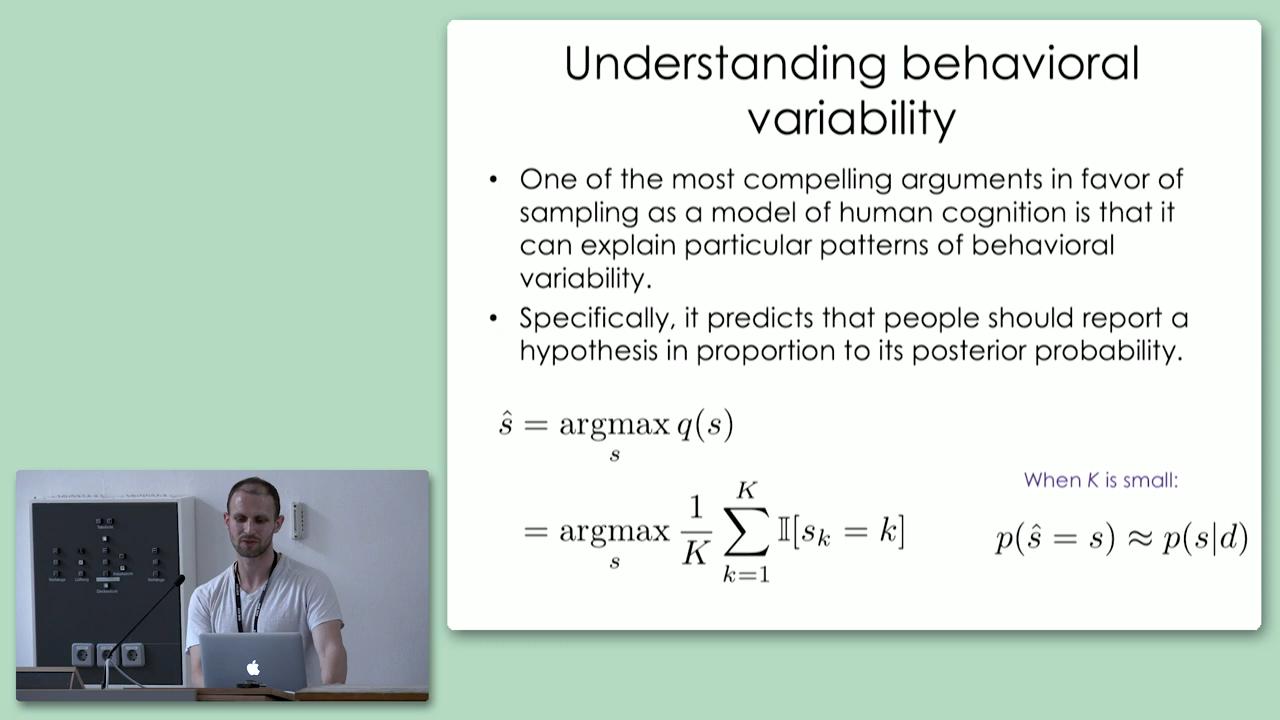 Understanding behavioral
variability
• One of the most compelling arguments in favor of
sampling as a model of human cognition is that it
can explain particular patterns of behavioral
variability.
• Specifically, it predicts that people should report a
hypothesis in proportion to its posterior probability.
ŝ = argmax_s q(s)
= argmax_s 1/K ∑_{k=1}^{K} 𝕀[s_k = k]
When K is small:
p(ŝ = s) ≈ p(s|d)